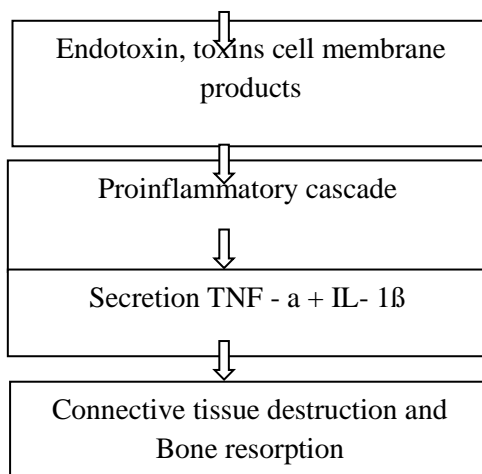 Endotoxin, toxins cell membrane
products
Proinflammatory cascade
Secretion TNF - a + IL- 1ß
Connective tissue destruction and
Bone resorption